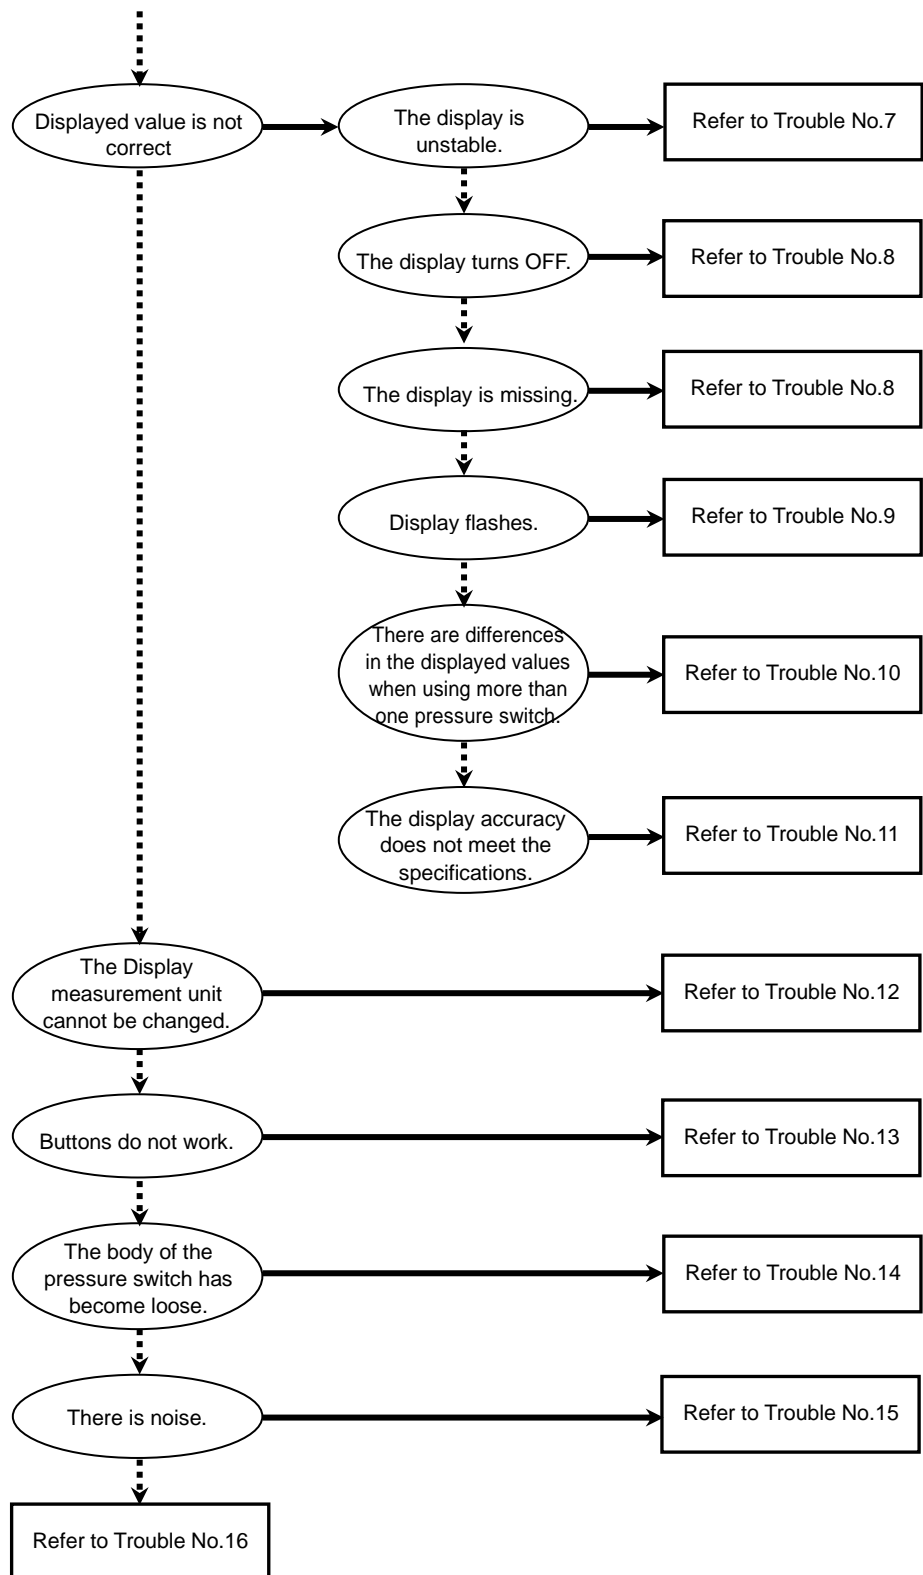 Displayed value is not
correct
The display is
unstable.
Refer to Trouble No.7
The display turns OFF.
Refer to Trouble No.8
The display is missing.
Refer to Trouble No.8
Display flashes.
Refer to Trouble No.9
There are differences
in the displayed values
when using more than
one pressure switch.
Refer to Trouble No.10
The display accuracy
does not meet the
specifications.
Refer to Trouble No.11
The Display
measurement unit
cannot be changed.
Refer to Trouble No.12
Buttons do not work.
Refer to Trouble No.13
The body of the
pressure switch has
become loose.
Refer to Trouble No.14
There is noise.
Refer to Trouble No.15
Refer to Trouble No.16